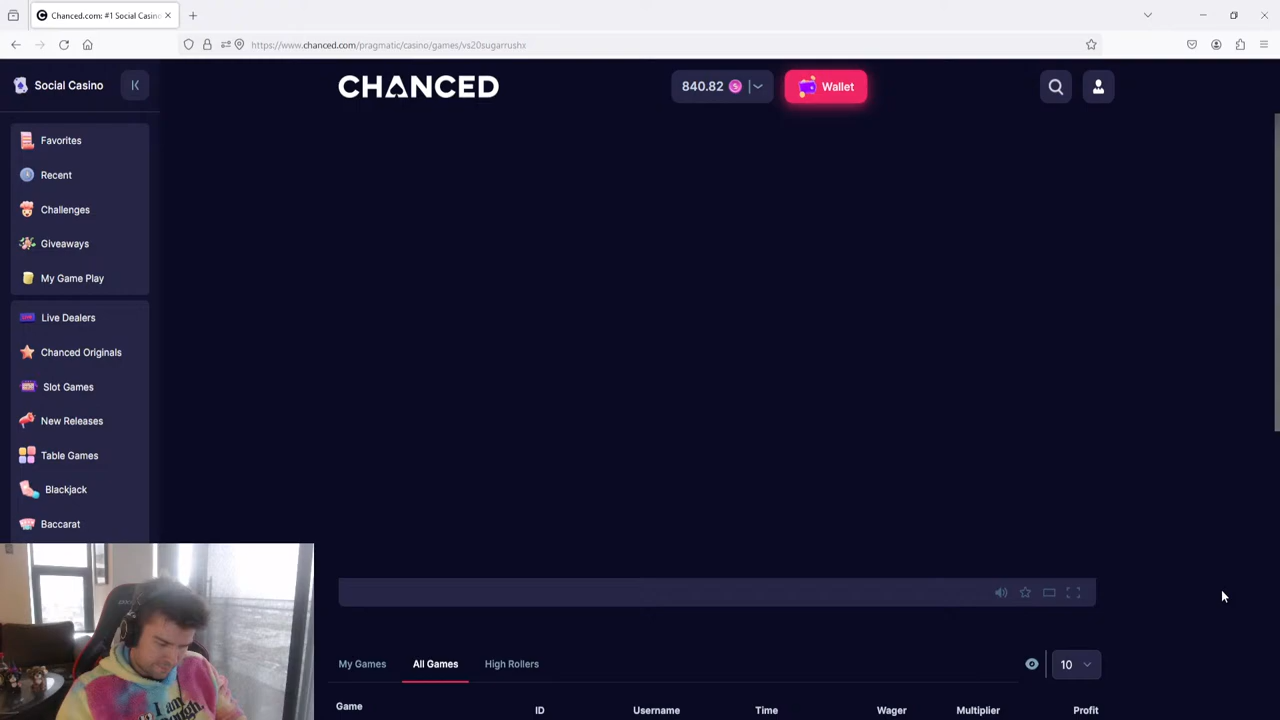 Chanced.com: #1 Social Casino
https://www.chanced.com/pragmatic/casino/games/vs20sugarrushx
Social Casino
CHANCED
840.82
Wallet
Favorites
Recent
Challenges
Giveaways
My Game Play
Live Dealers
Chanced Originals
Slot Games
New Releases
Table Games
Blackjack
Baccarat
My Games
All Games
High Rollers
10
Game
ID
Username
Time
Wager
Multiplier
Profit
I am
enough.